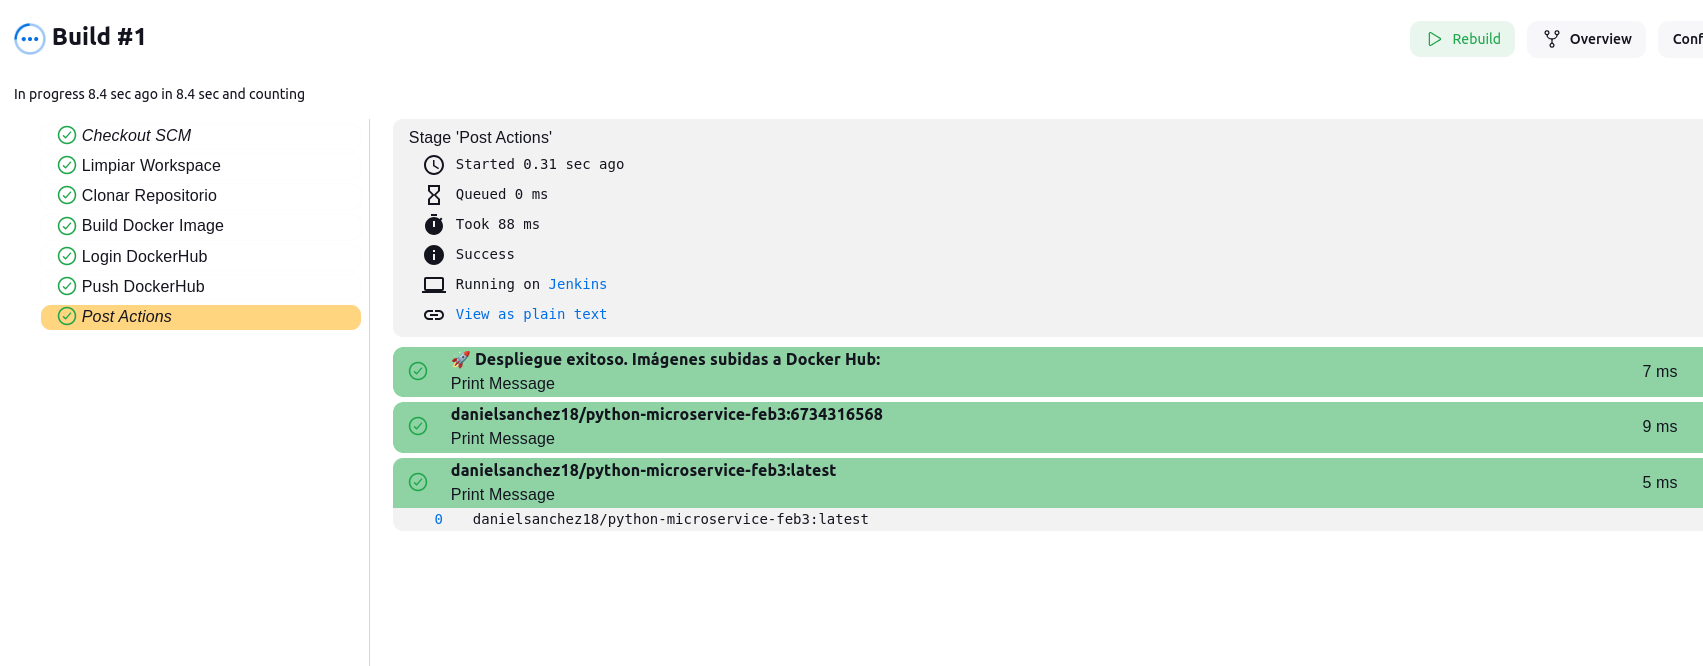 Build #1
Rebuild
Overview
Conf
In progress 8.4 sec ago in 8.4 sec and counting
Checkout SCM
Limpiar Workspace
Clonar Repositorio
Build Docker Image
Login DockerHub
Push DockerHub
Post Actions
Stage 'Post Actions'
Started 0.31 sec ago
Queued 0 ms
Took 88 ms
Success
Running on Jenkins
View as plain text
🚀 Despliegue exitoso. Imágenes subidas a Docker Hub:
Print Message
7 ms
danielsanchez18/python-microservice-feb3:6734316568
Print Message
9 ms
danielsanchez18/python-microservice-feb3:latest
Print Message
5 ms
0 danielsanchez18/python-microservice-feb3:latest